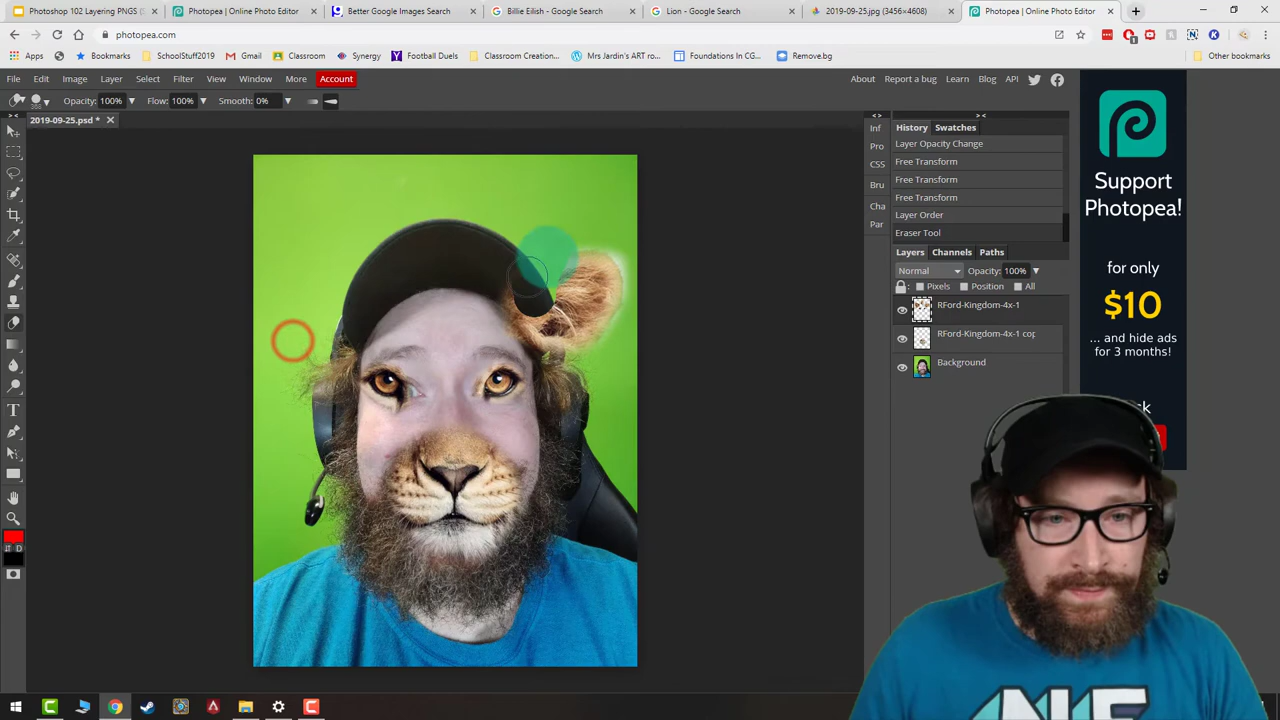 Photoshop 102 Layering PNGS (
Photopea | Online Photo Editor
Better Google Images Search
Billie Eilish - Google Search
Lion - Google Search
2019-09-25.jpg (3456×4608)
Photopea | Online Photo Editor
photopea.com
Apps
Bookmarks
SchoolStuff2019
Gmail
Classroom
Synergy
Football Duels
Classroom Creation...
Mrs Jardin's ART ro...
Foundations In CG...
Remove.bg
Other bookmarks
File Edit Image Layer Select Filter View Window More Account
About Report a bug Learn Blog API
Opacity: 100% Flow: 100% Smooth: 0%
2019-09-25.psd *
Inf
Pro
CSS
Bru
Cha
Par
History Swatches
Layer Opacity Change
Free Transform
Free Transform
Free Transform
Layer Order
Eraser Tool
Layers Channels Paths
Normal Opacity: 100%
Pixels Position All
RFord-Kingdom-4x-1
RFord-Kingdom-4x-1 cop
Background
D
Support
Photopea!
for only
$10
... and hide ads
for 3 months!
ck